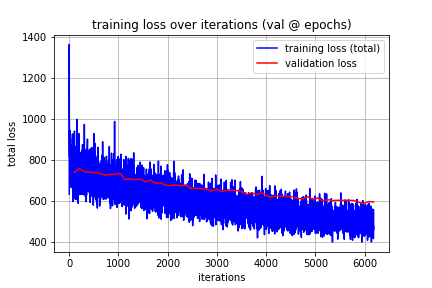 training loss over iterations (val @ epochs)
1400
1200
1000
800
600
400
total loss
training loss (total)
validation loss
0
1000
2000
3000
4000
5000
6000
iterations